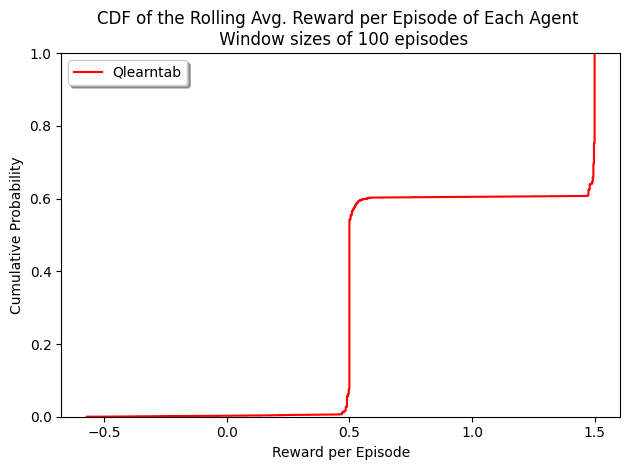 CDF of the Rolling Avg. Reward per Episode of Each Agent
Window sizes of 100 episodes
Qlearntab
1.0
0.8
0.6
0.4
0.2
0.0
Cumulative Probability
−0.5
0.0
0.5
1.0
1.5
Reward per Episode